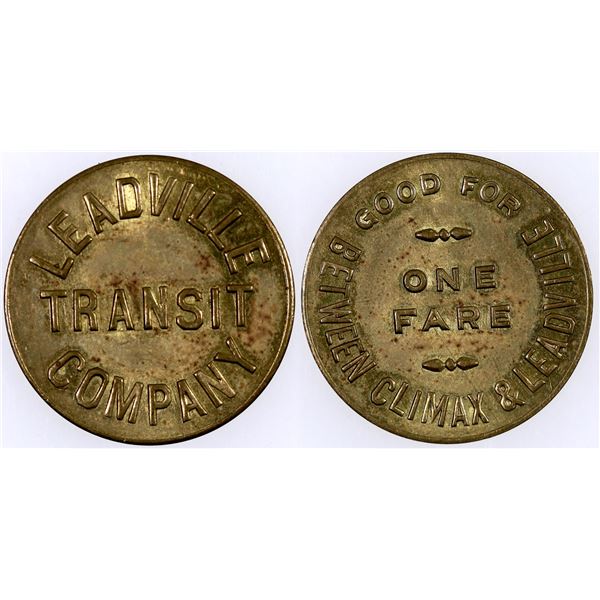 LEADVILLE
TRANSIT
COMPANY
GOOD FOR
ONE
FARE
BETWEEN CLIMAX & LEADVILLE